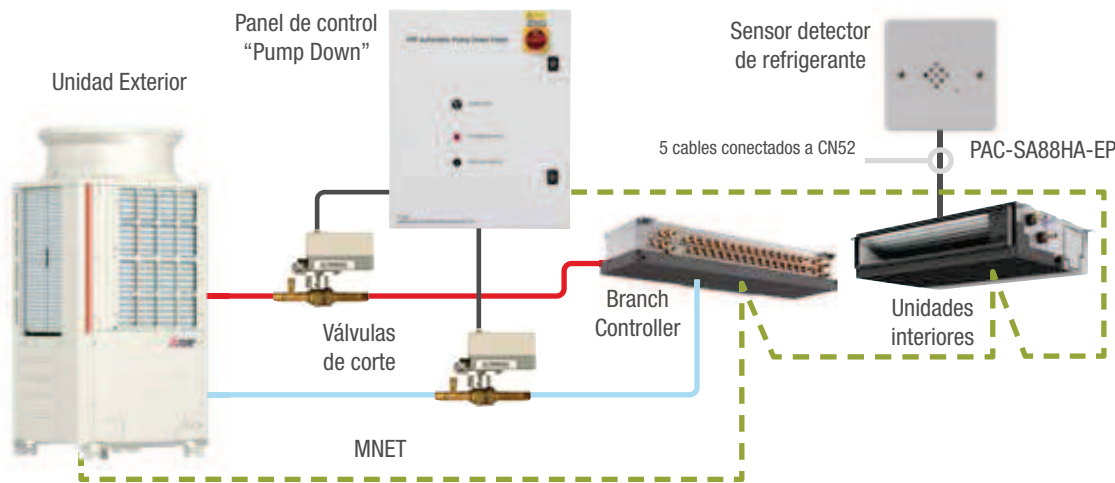 Panel de control
“Pump Down”
Sensor detector
de refrigerante
Unidad Exterior
5 cables conectados a CN52
PAC-SA88HA-EP
Branch
Controller
Unidades
interiores
Válvulas
de corte
MNET